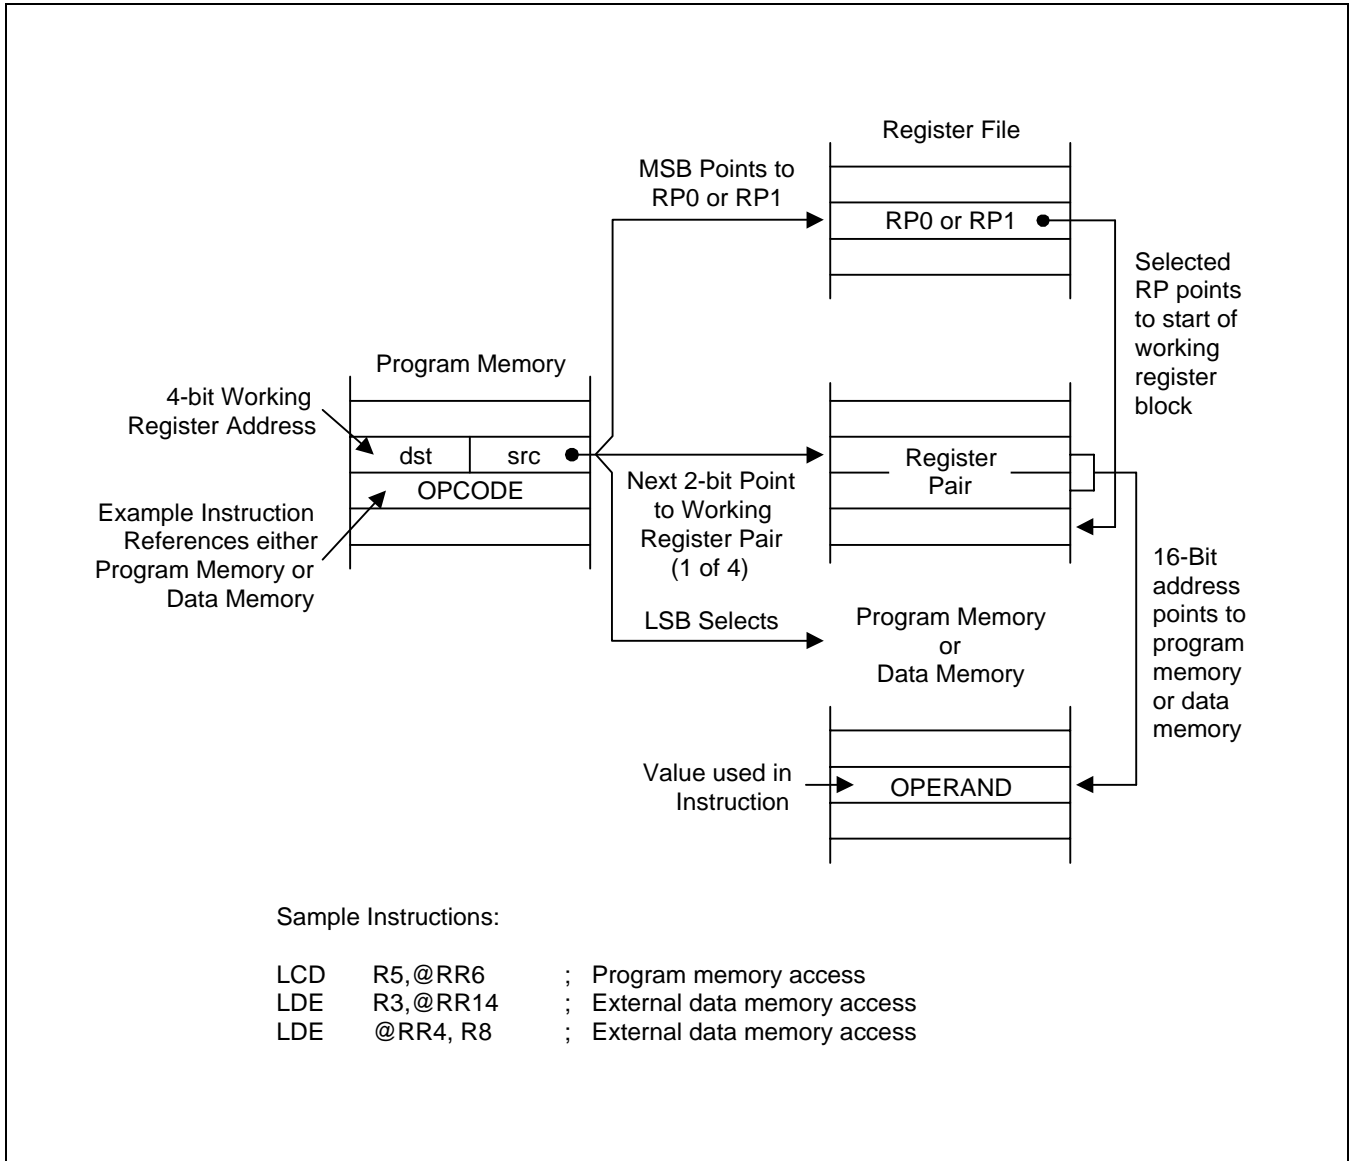 Register File
MSB Points to
RP0 or RP1
RP0 or RP1
Selected
RP points
to start of
working
register
block
Program Memory
4-bit Working
Register Address
dst src
OPCODE
Example Instruction
References either
Program Memory or
Data Memory
Next 2-bit Point
to Working
Register Pair
(1 of 4)
Register
Pair
LSB Selects
Program Memory
or
Data Memory
16-Bit
address
points to
program
memory
or data
memory
Value used in
Instruction
OPERAND
Sample Instructions:
LCD R5,@RR6 ; Program memory access
LDE R3,@RR14 ; External data memory access
LDE @RR4, R8 ; External data memory access